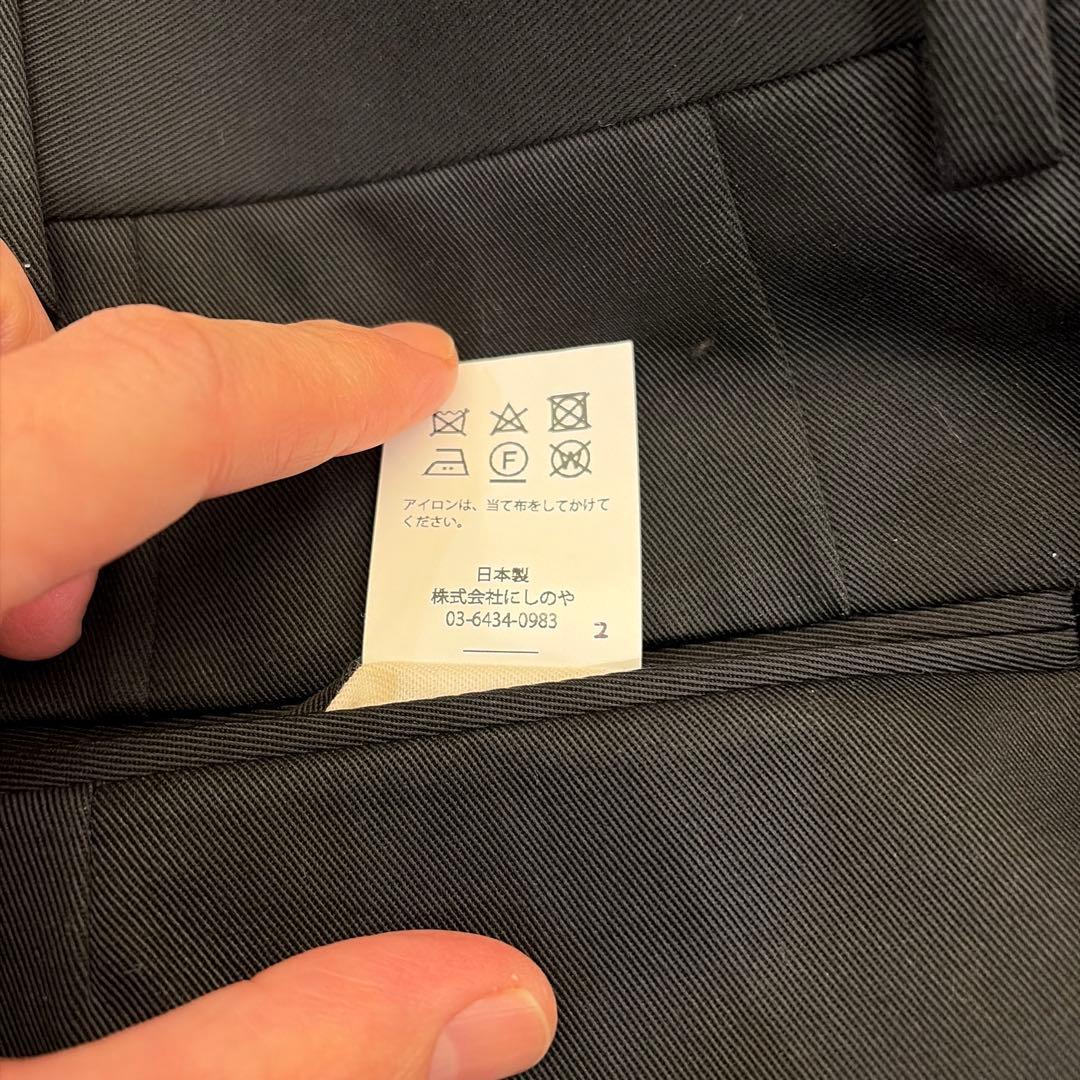 F W
アイロンは、当て布をしてかけて
ください。
日本製
株式会社にしのや
03-6434-0983
2